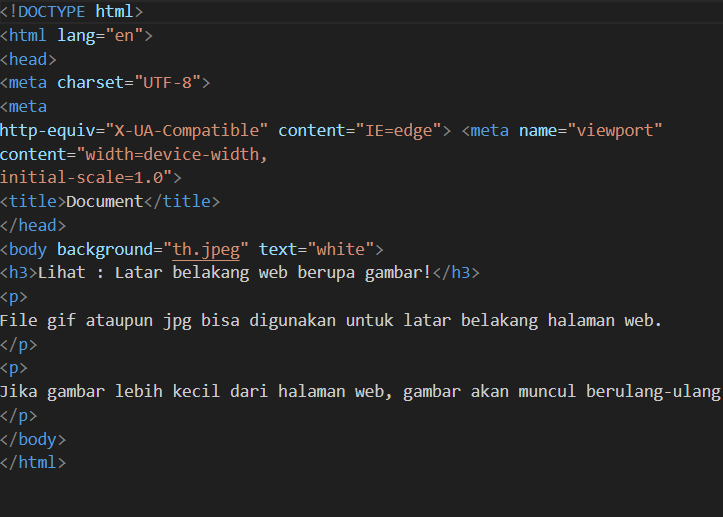 <!DOCTYPE html>
<html lang="en">
<head>
<meta charset="UTF-8">
<meta
http-equiv="X-UA-Compatible" content="IE=edge"> <meta name="viewport"
content="width=device-width,
initial-scale=1.0">
<title>Document</title>
</head>
<body background="th.jpeg" text="white">
<h3>Lihat : Latar belakang web berupa gambar!</h3>
<p>
File gif ataupun jpg bisa digunakan untuk latar belakang halaman web.
</p>
<p>
Jika gambar lebih kecil dari halaman web, gambar akan muncul berulang-ulang
</p>
</body>
</html>